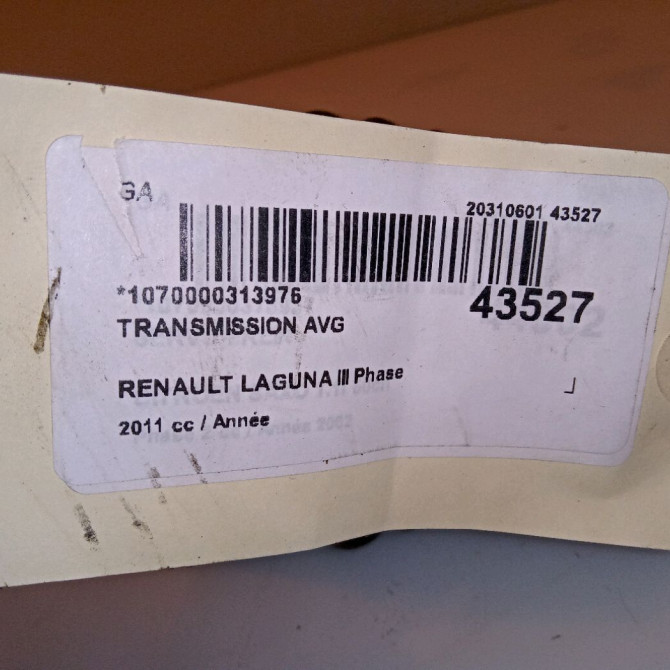 GA
20310601 43527
*1070000313976
43527
TRANSMISSION AVG
RENAULT LAGUNA III Phase
2011 cc / Année